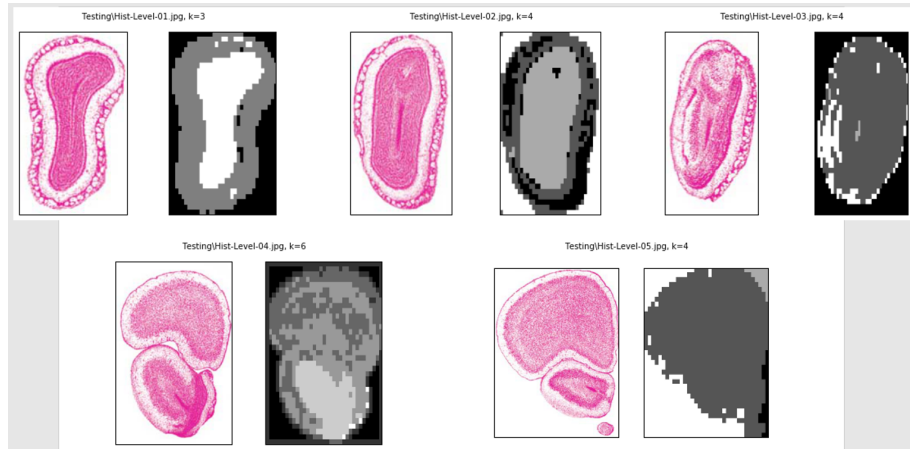 Testing\Hist-Level-01.jpg, k=3
Testing\Hist-Level-02.jpg, k=4
Testing\Hist-Level-03.jpg, k=4
Testing\Hist-Level-04.jpg, k=6
Testing\Hist-Level-05.jpg, k=4